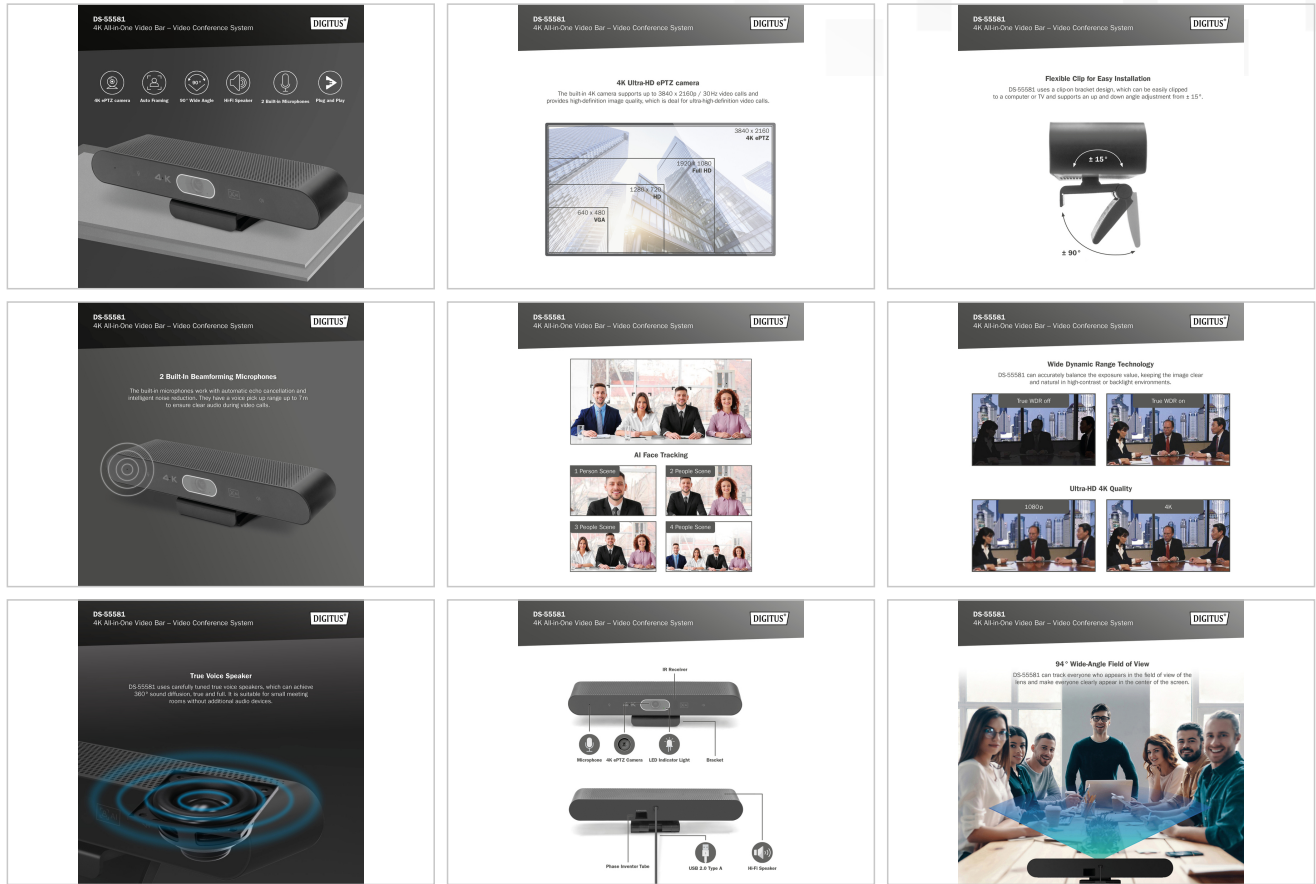 DS-55581
4K All-in-One Video Bar – Video Conference System
DIGITUS®
4K ePTZ camera
Auto Framing
90° Wide Angle
Hi-Fi Speaker
2 Built-in Microphones
Plug and Play
4K
DS-55581
4K All-in-One Video Bar – Video Conference System
DIGITUS®
4K Ultra-HD ePTZ camera
The built-in 4K camera supports up to 3840 x 2160p / 30Hz video calls and
provides high-definition image quality, which is deal for ultra-high-definition video calls.
3840 x 2160
4K ePTZ
1920 x 1080
Full HD
1280 x 720
HD
640 x 480
VGA
DS-55581
4K All-in-One Video Bar – Video Conference System
DIGITUS®
Flexible Clip for Easy Installation
DS-55581 uses a clip-on bracket design, which can be easily clipped
to a computer or TV and supports an up and down angle adjustment from ± 15°.
± 15°
± 90°
DS-55581
4K All-in-One Video Bar – Video Conference System
DIGITUS®
2 Built-In Beamforming Microphones
The built-in microphones work with automatic echo cancellation and
intelligent noise reduction. They have a voice pick up range up to 7m
to ensure clear audio during video calls.
4K
DS-55581
4K All-in-One Video Bar – Video Conference System
DIGITUS®
AI Face Tracking
1 Person Scene
2 People Scene
3 People Scene
4 People Scene
DS-55581
4K All-in-One Video Bar – Video Conference System
DIGITUS®
Wide Dynamic Range Technology
DS-55581 can accurately balance the exposure value, keeping the image clear
and natural in high-contrast or backlight environments.
True WDR off
True WDR on
Ultra-HD 4K Quality
1080p
4K
DS-55581
4K All-in-One Video Bar – Video Conference System
DIGITUS®
True Voice Speaker
DS-55581 uses carefully tuned true voice speakers, which can achieve
360° sound diffusion, true and full. It is suitable for small meeting
rooms without additional audio devices.
DS-55581
4K All-in-One Video Bar – Video Conference System
DIGITUS®
IR Receiver
Microphone
4K ePTZ Camera
LED Indicator Light
Bracket
Phase Inventor Tube
USB 2.0 Type A
Hi-Fi Speaker
DS-55581
4K All-in-One Video Bar – Video Conference System
DIGITUS®
94° Wide-Angle Field of View
DS-55581 can track everyone who appears in the field of view of the
lens and make everyone clearly appear in the center of the screen.